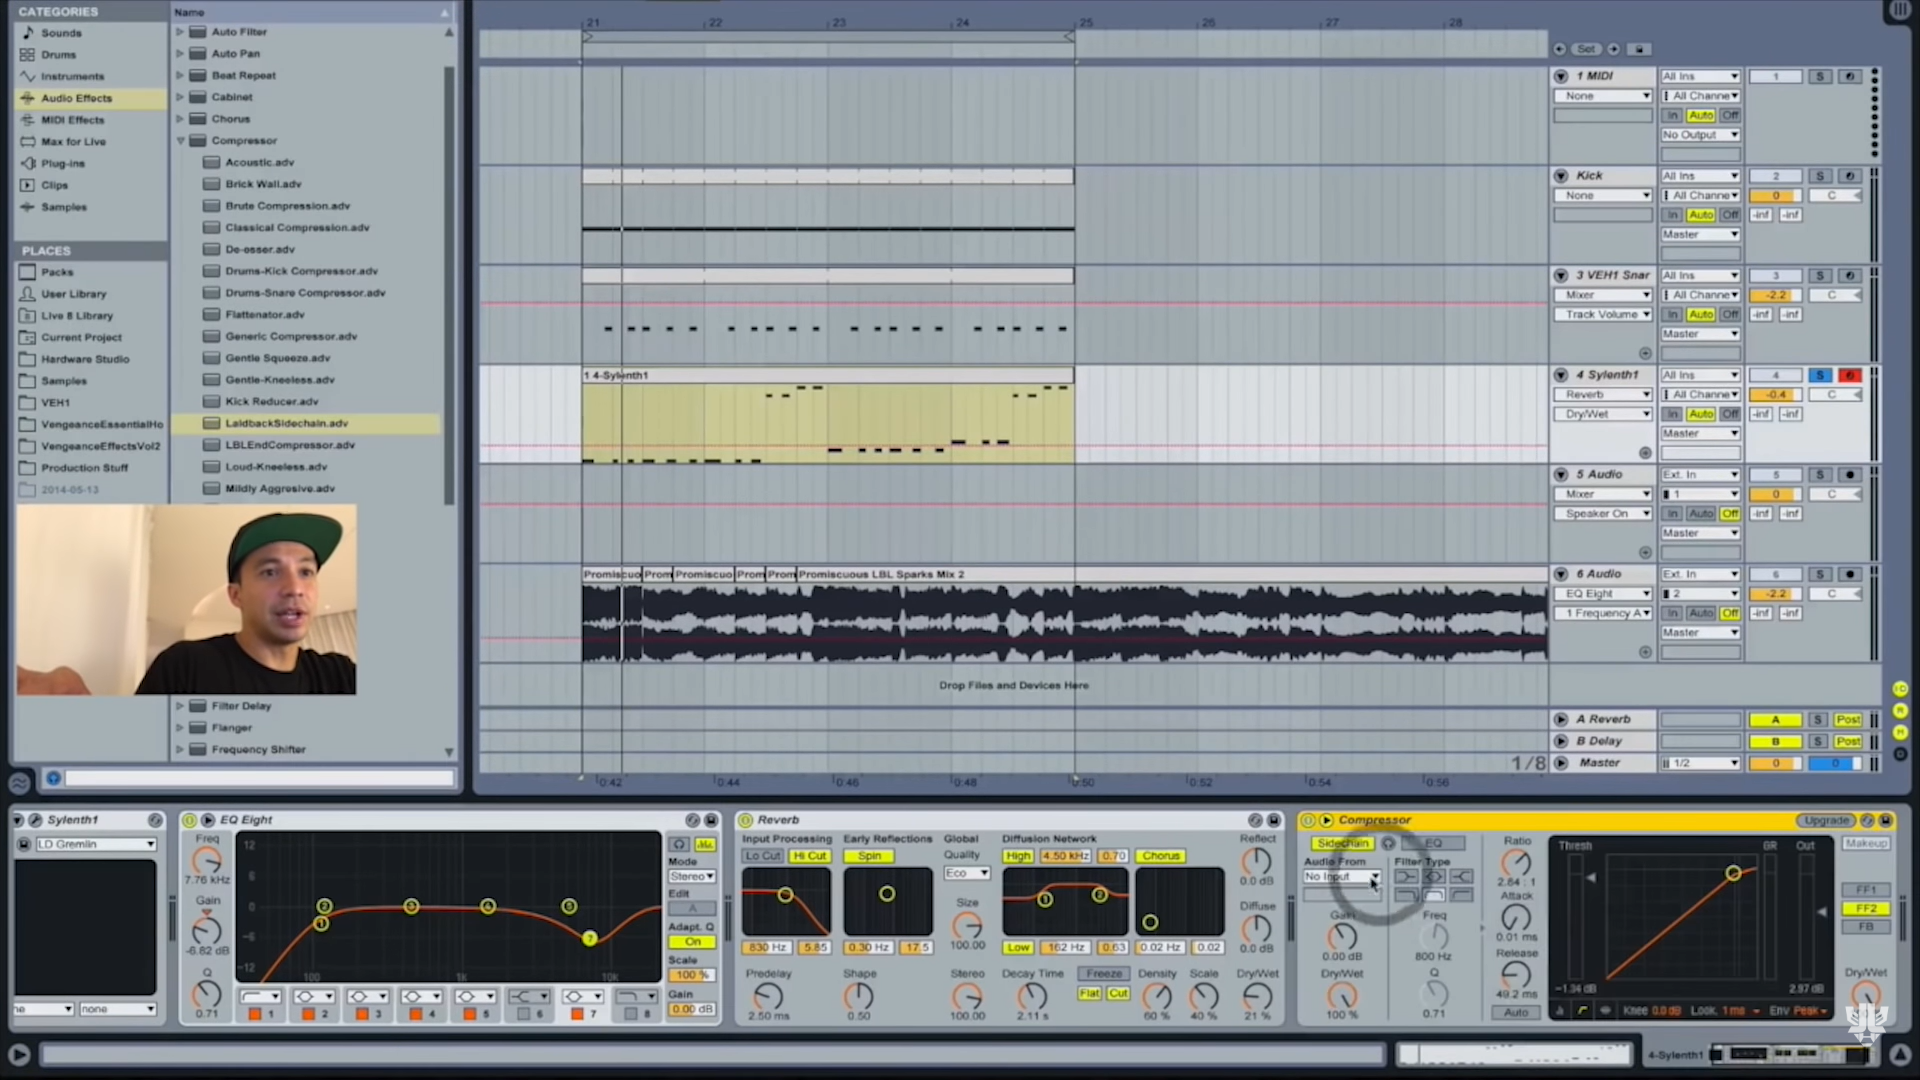 CATEGORIES
Sounds
Drums
Instruments
Audio Effects
MIDI Effects
Max for Live
Plug-ins
Clips
Samples
PLACES
Packs
User Library
Live 8 Library
Current Project
Hardware Studio
Samples
VEH1
VengeanceEssentialHo
VengeanceEffectsVol2
Production Stuff
2014-05-13
Name
Auto Filter
Auto Pan
Beat Repeat
Cabinet
Chorus
Compressor
Acoustic.adv
Brick Wall.adv
Brute Compression.adv
Classical Compression.adv
De-esser.adv
Drums-Kick Compressor.adv
Drums-Snare Compressor.adv
Flattenator.adv
Generic Compressor.adv
Gentle Squeeze.adv
Gentle-Kneeless.adv
Kick Reducer.adv
LaidbackSidechain.adv
LBLEndCompressor.adv
Loud-Kneeless.adv
Mildly Aggresive.adv
Filter Delay
Flanger
Frequency Shifter
21 22 23 24 25 26 27 28
1 4-Sylenth1
Promiscuo Prom Promiscuo Prom Prom Promiscuous LBL Sparks Mix 2
Drop Files and Devices Here
1/8
0:42 0:44 0:46 0:48 0:50 0:52 0:54 0:56
Set
1 MIDI All Ins 1 S
None All Channe
In Auto Off
No Output
Kick All Ins 2 S
None All Channe 0 C
In Auto Off -inf -inf
Master
3 VEH1 Snar All Ins 3 S
Mixer All Channe -2.2 C
Track Volume In Auto Off -inf -inf
Master
4 Sylenth1 All Ins 4 S
Reverb All Channe -0.4 C
Dry/Wet In Auto Off -inf -inf
Master
5 Audio Ext. In 5 S
Mixer 1 0 C
Speaker On In Auto Off -inf -inf
Master
6 Audio Ext. In 6 S
EQ Eight 2 -2.2 C
1 Frequency A In Auto Off -inf -inf
Master
A Reverb A S Post
B Delay B S Post
Master 1/2 0 0
Sylenth1
LD Gremlin
none
EQ Eight
Freq
7.76 kHz
Gain
-6.82 dB
Q
0.71
12
6
0
-6
-12
100 1k 10k
1 2 3 4 5 6 7 8
Mode
Stereo
Edit
A
Adapt. Q
On
Scale
100 %
Gain
0.00 dB
Reverb
Input Processing
Lo Cut Hi Cut
830 Hz 5.85
Predelay
2.50 ms
Early Reflections
Spin
0.30 Hz 17.5
Shape
0.50
Global
Quality
Eco
Size
100.00
Stereo
100.00
Diffusion Network
High 4.50 kHz 0.70 Chorus
Low 162 Hz 0.63 0.02 Hz 0.02
Decay Time
2.11 s
Freeze
Flat Cut
Density
60 %
Scale
40 %
Reflect
0.0 dB
Diffuse
0.0 dB
Dry/Wet
21 %
Compressor
Upgrade
Sidechain
EQ
Audio From
No Input
Filter Type
Gain
0.00 dB
Freq
800 Hz
Dry/Wet
100 %
Q
0.71
Ratio
2.84 : 1
Attack
0.01 ms
Release
49.2 ms
Auto
Thresh GR Out
-1.34 dB 2.97 dB
Knee 0.0 dB Look. 1 ms Env Peak
Makeup
FF1
FF2
FB
Dry/Wet
4-Sylenth1